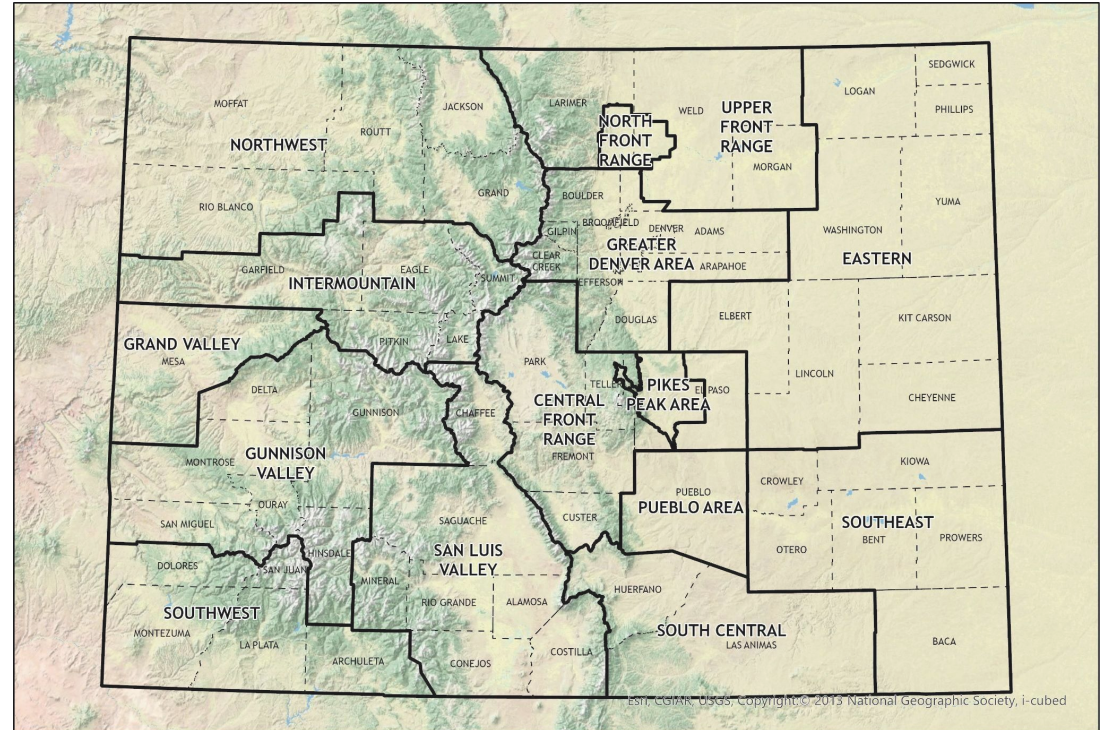 SEDGWICK
LOGAN
MOFFAT
JACKSON
LARIMER
WELD
UPPER
FRONT
RANGE
PHILLIPS
NORTH
FRONT
RANGE
ROUTT
NORTHWEST
MORGAN
GRAND
BOULDER
RIO BLANCO
YUMA
BROOMFIELD
GILPIN
DENVER
ADAMS
WASHINGTON
GREATER
DENVER AREA
CLEAR
CREEK
ARAPAHOE
EASTERN
GARFIELD
EAGLE
SUMMIT
INTERMOUNTAIN
JEFFERSON
DOUGLAS
ELBERT
KIT CARSON
GRAND VALLEY
MESA
PITKIN
LAKE
PARK
LINCOLN
DELTA
TELLER
PIKES
PEAK AREA
EL PASO
CHEYENNE
GUNNISON
CHAFFEE
CENTRAL
FRONT
RANGE
FREMONT
MONTROSE
GUNNISON
VALLEY
KIOWA
CROWLEY
PUEBLO
PUEBLO AREA
OURAY
SAN MIGUEL
SAGUACHE
CUSTER
SOUTHEAST
BENT
PROWERS
OTERO
SAN LUIS
VALLEY
HINSDALE
DOLORES
SAN JUAN
MINERAL
HUERFANO
RIO GRANDE
ALAMOSA
SOUTHWEST
MONTEZUMA
LA PLATA
SOUTH CENTRAL
LAS ANIMAS
BACA
COSTILLA
ARCHULETA
CONEJOS
Esri, CGIAR, USGS, Copyright:© 2013 National Geographic Society, i-cubed